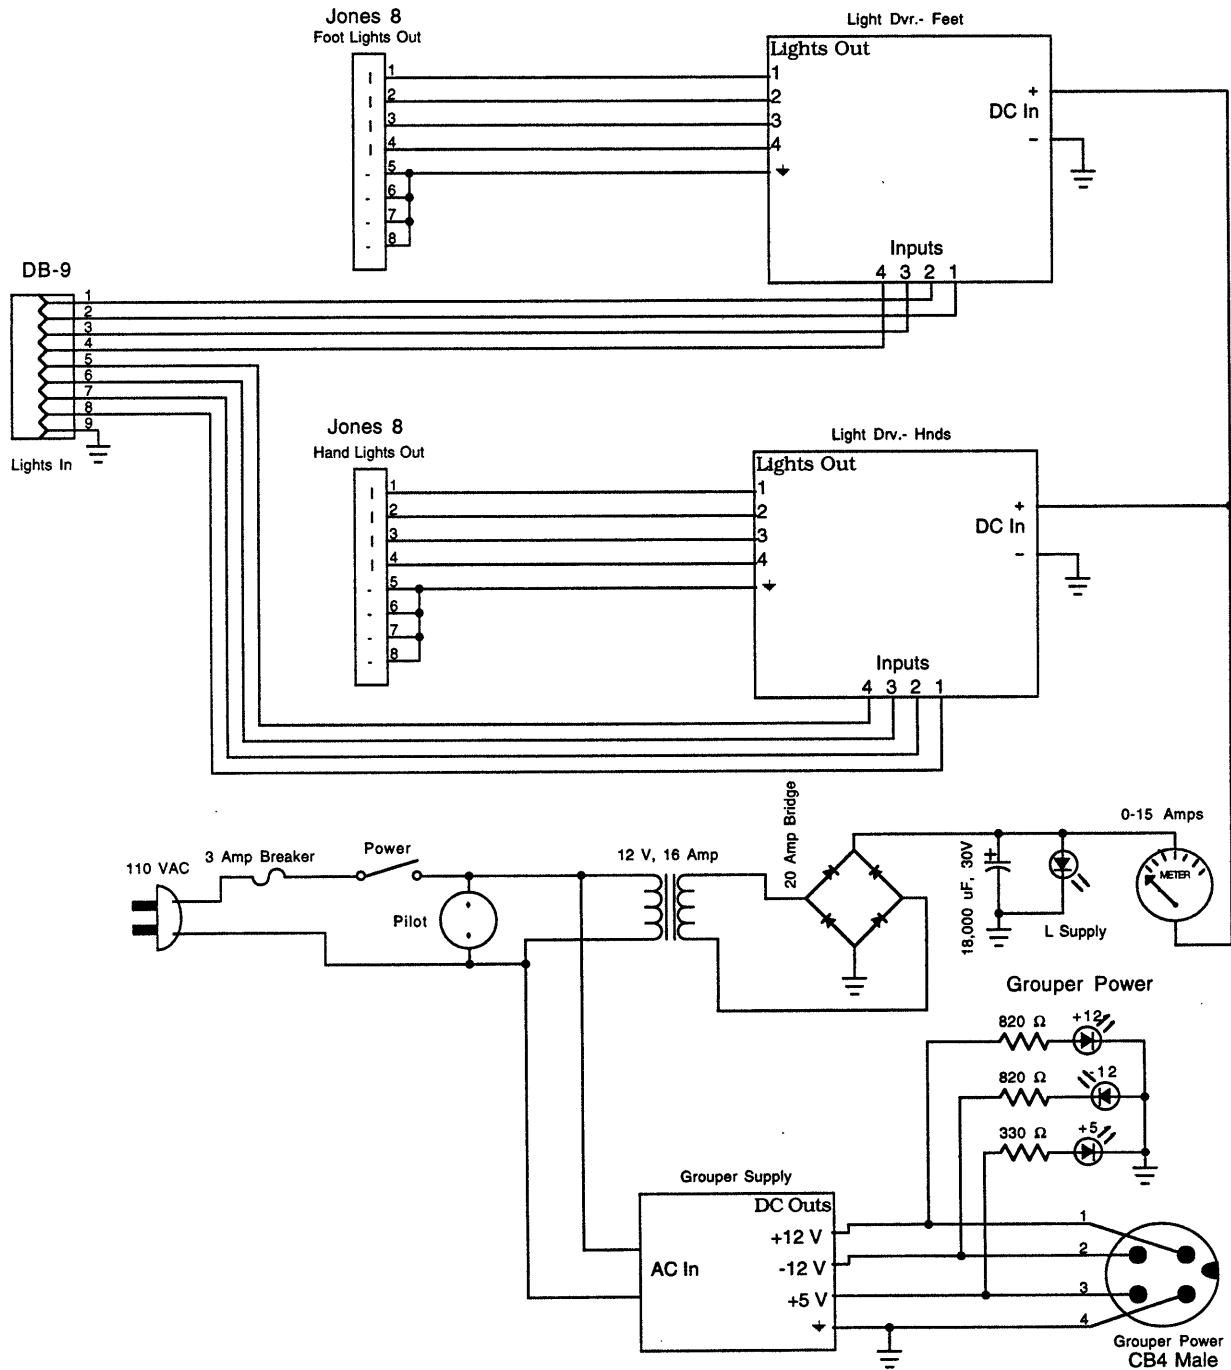 Jones 8
Foot Lights Out
1
2
3
4
5
6
7
8
Light Dvr.- Feet
Lights Out
1
2
3
4
+
DC In
-
Inputs
4 3 2 1
DB-9
1
2
3
4
5
6
7
8
9
Lights In
Jones 8
Hand Lights Out
1
2
3
4
5
6
7
8
Light Drv.- Hnds
Lights Out
1
2
3
4
+
DC In
-
Inputs
4 3 2 1
110 VAC
3 Amp Breaker
Power
Pilot
12 V, 16 Amp
20 Amp Bridge
+
18,000 uF, 30V
L Supply
0-15 Amps
METER
Grouper Power
820 Ω
+12
820 Ω
-12
330 Ω
+5
Grouper Supply
DC Outs
+12 V
-12 V
+5 V
AC In
1
2
3
4
Grouper Power
CB4 Male